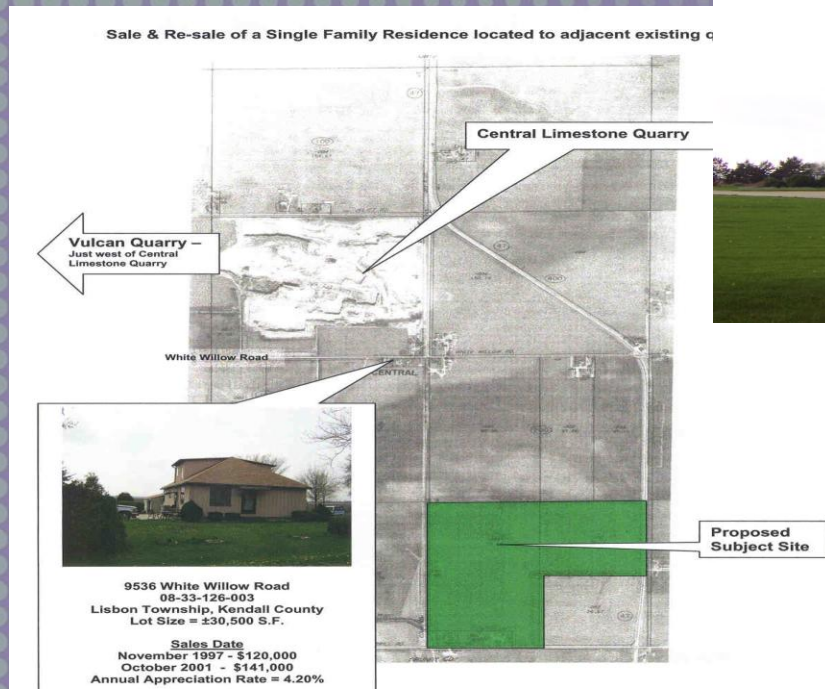 Sale & Re-sale of a Single Family Residence located to adjacent existing q
Central Limestone Quarry
Vulcan Quarry –
Just west of Central
Limestone Quarry
White Willow Road
CENTRAL
9536 White Willow Road
08-33-126-003
Lisbon Township, Kendall County
Lot Size = ±30,500 S.F.
Sales Date
November 1997 - $120,000
October 2001 - $141,000
Annual Appreciation Rate = 4.20%
Proposed
Subject Site